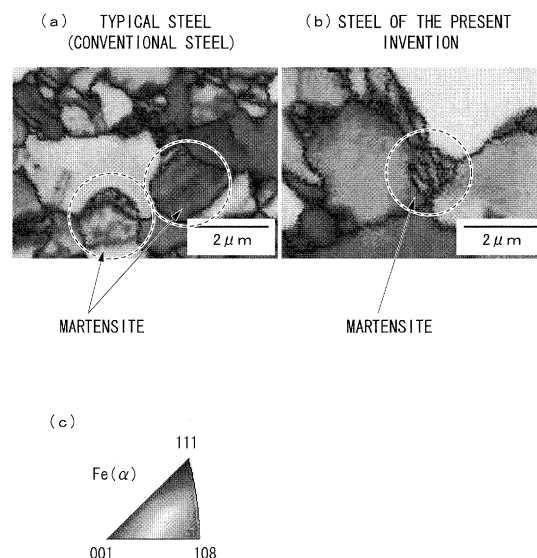 (a) TYPICAL STEEL
(CONVENTIONAL STEEL)
(b) STEEL OF THE PRESENT
INVENTION
2μm
2μm
MARTENSITE
MARTENSITE
(c)
111
Fe(α)
001
108